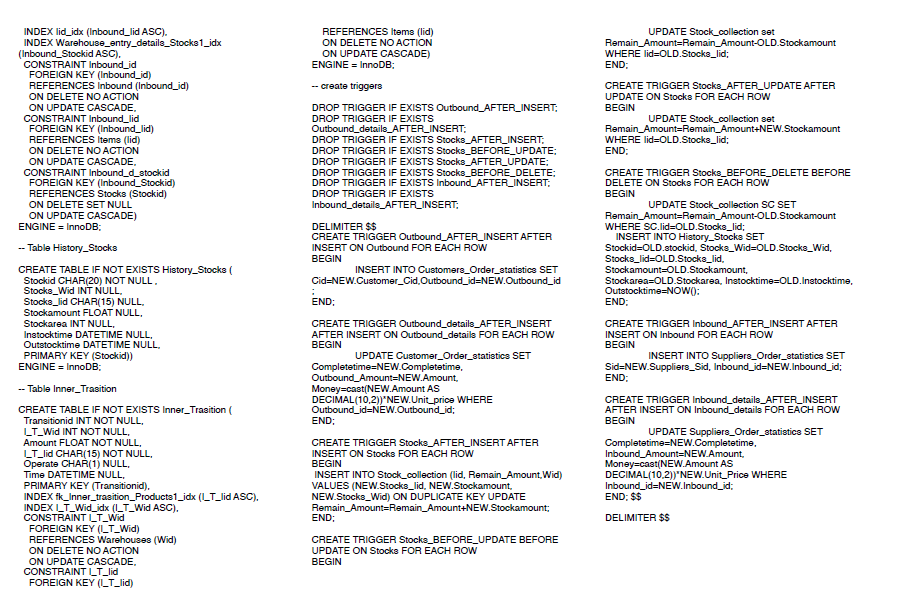 INDEX Iid_idx (Inbound_Iid ASC),
INDEX Warehouse_entry_details_Stocks1_idx
(Inbound_Stockid ASC),
CONSTRAINT Inbound_id
FOREIGN KEY (Inbound_id)
REFERENCES Inbound (Inbound_id)
ON DELETE NO ACTION
ON UPDATE CASCADE,
CONSTRAINT Inbound_Iid
FOREIGN KEY (Inbound_Iid)
REFERENCES Items (Iid)
ON DELETE NO ACTION
ON UPDATE CASCADE,
CONSTRAINT Inbound_d_stockid
FOREIGN KEY (Inbound_Stockid)
REFERENCES Stocks (Stockid)
ON DELETE SET NULL
ON UPDATE CASCADE)
ENGINE = InnoDB;
-- Table History_Stocks
CREATE TABLE IF NOT EXISTS History_Stocks (
Stockid CHAR(20) NOT NULL ,
Stocks_Wid INT NULL,
Stocks_Iid CHAR(15) NULL,
Stockamount FLOAT NULL,
Stockarea INT NULL,
Instocktime DATETIME NULL,
Outstocktime DATETIME NULL,
PRIMARY KEY (Stockid))
ENGINE = InnoDB;
-- Table Inner_Trasition
CREATE TABLE IF NOT EXISTS Inner_Trasition (
Transitionid INT NOT NULL,
I_T_Wid INT NOT NULL,
Amount FLOAT NOT NULL,
I_T_Iid CHAR(15) NOT NULL,
Operate CHAR(1) NULL,
Time DATETIME NULL,
PRIMARY KEY (Transitionid),
INDEX fk_Inner_trasition_Products1_idx (I_T_Iid ASC),
INDEX I_T_Wid_idx (I_T_Wid ASC),
CONSTRAINT I_T_Wid
FOREIGN KEY (I_T_Wid)
REFERENCES Warehouses (Wid)
ON DELETE NO ACTION
ON UPDATE CASCADE,
CONSTRAINT I_T_Iid
FOREIGN KEY (I_T_Iid)
REFERENCES Items (Iid)
ON DELETE NO ACTION
ON UPDATE CASCADE)
ENGINE = InnoDB;
-- create triggers
DROP TRIGGER IF EXISTS Outbound_AFTER_INSERT;
DROP TRIGGER IF EXISTS
Outbound_details_AFTER_INSERT;
DROP TRIGGER IF EXISTS Stocks_AFTER_INSERT;
DROP TRIGGER IF EXISTS Stocks_BEFORE_UPDATE;
DROP TRIGGER IF EXISTS Stocks_AFTER_UPDATE;
DROP TRIGGER IF EXISTS Stocks_BEFORE_DELETE;
DROP TRIGGER IF EXISTS Inbound_AFTER_INSERT;
DROP TRIGGER IF EXISTS
Inbound_details_AFTER_INSERT;
DELIMITER $$
CREATE TRIGGER Outbound_AFTER_INSERT AFTER
INSERT ON Outbound FOR EACH ROW
BEGIN
INSERT INTO Customers_Order_statistics SET
Cid=NEW.Customer_Cid,Outbound_id=NEW.Outbound_id
;
END;
CREATE TRIGGER Outbound_details_AFTER_INSERT
AFTER INSERT ON Outbound_details FOR EACH ROW
BEGIN
UPDATE Customer_Order_statistics SET
Completetime=NEW.Completetime,
Outbound_Amount=NEW.Amount,
Money=cast(NEW.Amount AS
DECIMAL(10,2))*NEW.Unit_price WHERE
Outbound_id=NEW.Outbound_id;
END;
CREATE TRIGGER Stocks_AFTER_INSERT AFTER
INSERT ON Stocks FOR EACH ROW
BEGIN
INSERT INTO Stock_collection (Iid, Remain_Amount,Wid)
VALUES (NEW.Stocks_Iid, NEW.Stockamount,
NEW.Stocks_Wid) ON DUPLICATE KEY UPDATE
Remain_Amount=Remain_Amount+NEW.Stockamount;
END;
CREATE TRIGGER Stocks_BEFORE_UPDATE BEFORE
UPDATE ON Stocks FOR EACH ROW
BEGIN
UPDATE Stock_collection set
Remain_Amount=Remain_Amount-OLD.Stockamount
WHERE Iid=OLD.Stocks_Iid;
END;
CREATE TRIGGER Stocks_AFTER_UPDATE AFTER
UPDATE ON Stocks FOR EACH ROW
BEGIN
UPDATE Stock_collection set
Remain_Amount=Remain_Amount+NEW.Stockamount
WHERE Iid=OLD.Stocks_Iid;
END;
CREATE TRIGGER Stocks_BEFORE_DELETE BEFORE
DELETE ON Stocks FOR EACH ROW
BEGIN
UPDATE Stock_collection SC SET
Remain_Amount=Remain_Amount-OLD.Stockamount
WHERE SC.Iid=OLD.Stocks_Iid;
INSERT INTO History_Stocks SET
Stockid=OLD.stockid, Stocks_Wid=OLD.Stocks_Wid,
Stocks_Iid=OLD.Stocks_Iid,
Stockamount=OLD.Stockamount,
Stockarea=OLD.Stockarea, Instocktime=OLD.Instocktime,
Outstocktime=NOW();
END;
CREATE TRIGGER Inbound_AFTER_INSERT AFTER
INSERT ON Inbound FOR EACH ROW
BEGIN
INSERT INTO Suppliers_Order_statistics SET
Sid=NEW.Suppliers_Sid, Inbound_id=NEW.Inbound_id;
END;
CREATE TRIGGER Inbound_details_AFTER_INSERT
AFTER INSERT ON Inbound_details FOR EACH ROW
BEGIN
UPDATE Suppliers_Order_statistics SET
Completetime=NEW.Completetime,
Inbound_Amount=NEW.Amount,
Money=cast(NEW.Amount AS
DECIMAL(10,2))*NEW.Unit_Price WHERE
Inbound_id=NEW.Inbound_id;
END; $$
DELIMITER $$